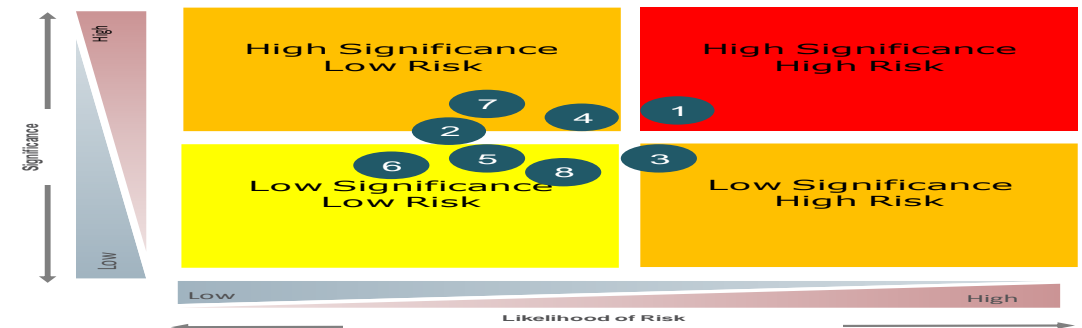 High
Significance
Low
High Significance
Low Risk
High Significance
High Risk
7
4
1
2
6
5
8
3
Low Significance
Low Risk
Low Significance
High Risk
Low
High
Likelihood of Risk